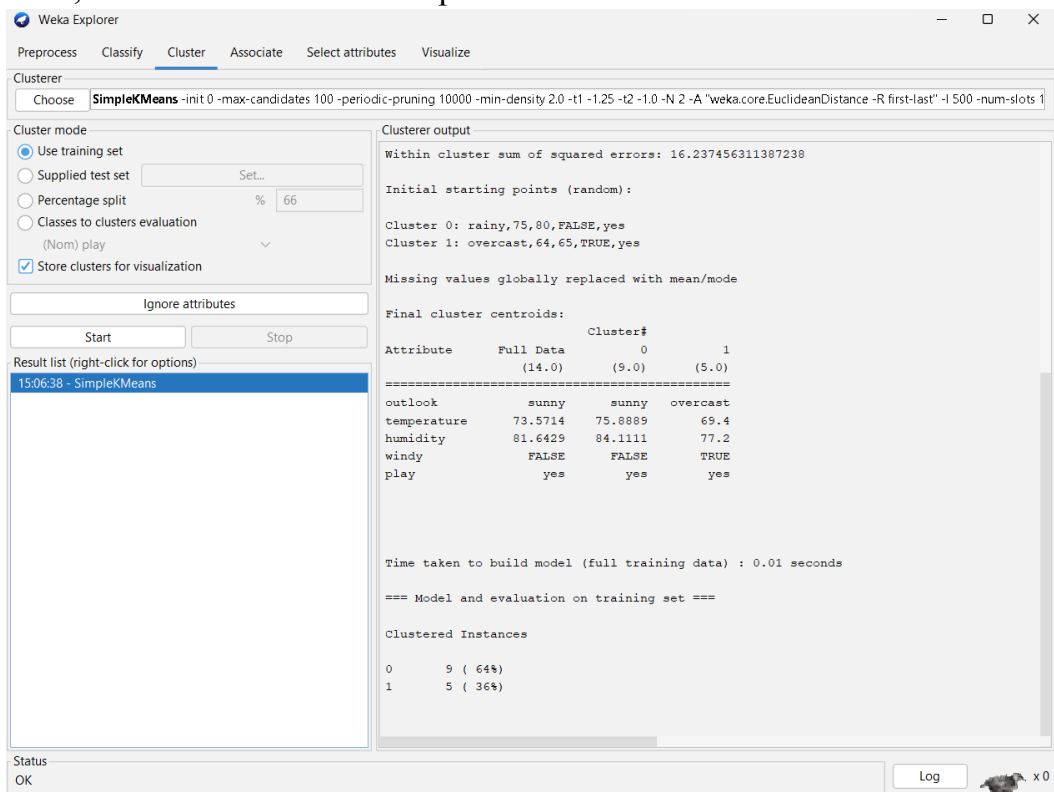 Weka Explorer
Preprocess Classify Cluster Associate Select attributes Visualize
Clusterer
Choose SimpleKMeans -init 0 -max-candidates 100 -periodic-pruning 10000 -min-density 2.0 -t1 -1.25 -t2 -1.0 -N 2 -A "weka.core.EuclideanDistance -R first-last" -I 500 -num-slots 1
Cluster mode
Use training set
Supplied test set Set...
Percentage split % 66
Classes to clusters evaluation
(Nom) play
Store clusters for visualization
Ignore attributes
Start Stop
Result list (right-click for options)
15:06:38 - SimpleKMeans
Clusterer output
Within cluster sum of squared errors: 16.237456311387238
Initial starting points (random):
Cluster 0: rainy,75,80,FALSE,yes
Cluster 1: overcast,64,65,TRUE,yes
Missing values globally replaced with mean/mode
Final cluster centroids:
Cluster#
Attribute Full Data 0 1
(14.0) (9.0) (5.0)
==============================================
outlook sunny sunny overcast
temperature 73.5714 75.8889 69.4
humidity 81.6429 84.1111 77.2
windy FALSE FALSE TRUE
play yes yes yes
Time taken to build model (full training data) : 0.01 seconds
=== Model and evaluation on training set ===
Clustered Instances
0 9 ( 64%)
1 5 ( 36%)
Status
OK
Log x 0